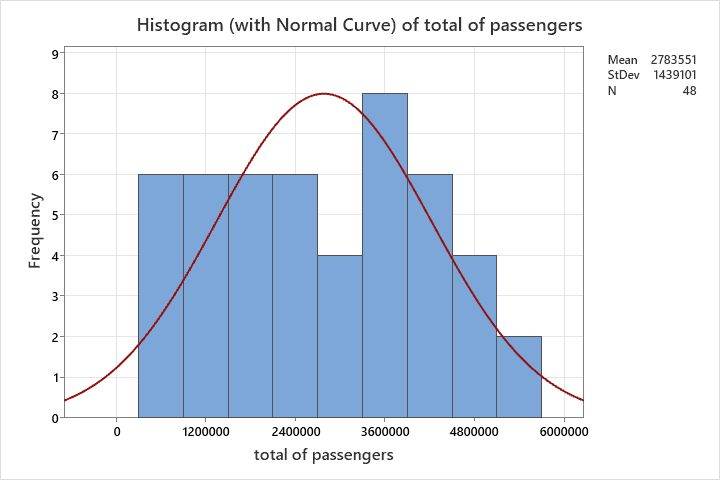 Histogram (with Normal Curve) of total of passengers
Mean 2783551
StDev 1439101
N 48
9
8
7
6
5
4
3
2
1
0
Frequency
0 1200000 2400000 3600000 4800000 6000000
total of passengers